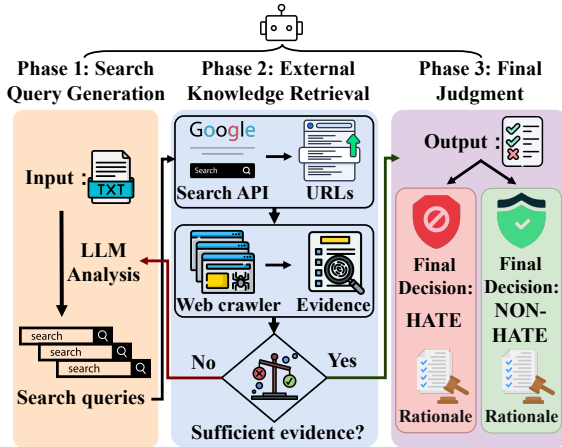 Phase 1: Search
Query Generation
Input :
TXT
LLM
Analysis
search
search
search
Search queries
Phase 2: External
Knowledge Retrieval
Google
Search
Search API
URLs
Web crawler
Evidence
No
Yes
Sufficient evidence?
Phase 3: Final
Judgment
Output :
Final
Decision:
HATE
Rationale
Final
Decision:
NON-
HATE
Rationale